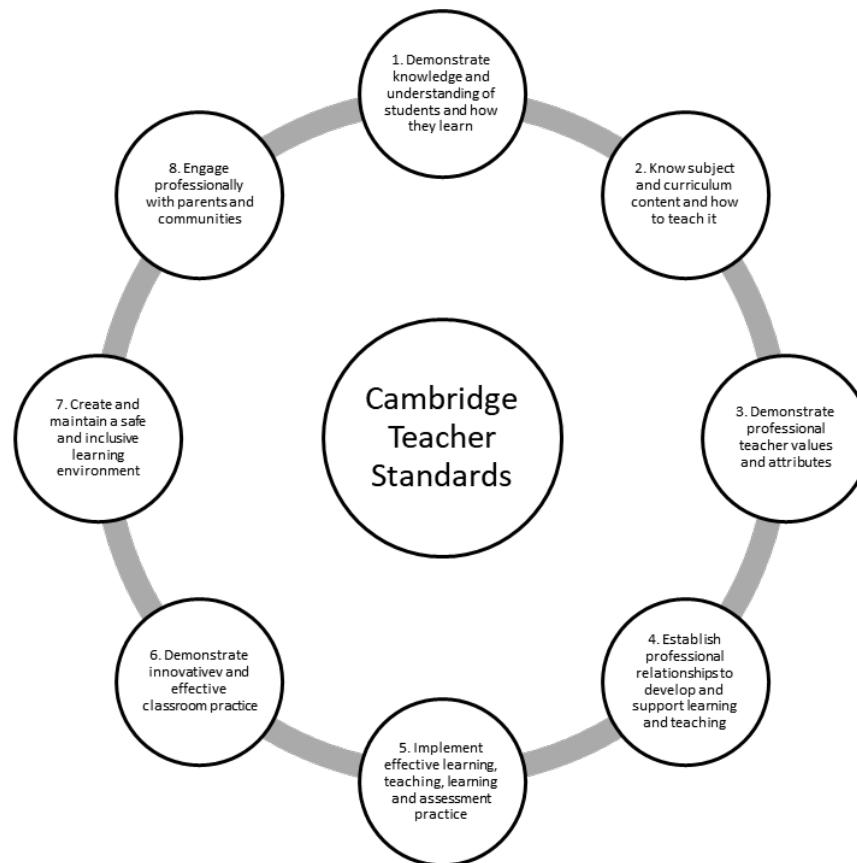 1. Demonstrate
knowledge and
understanding of
students and how
they learn
2. Know subject
and curriculum
content and how
to teach it
3. Demonstrate
professional
teacher values
and attributes
4. Establish
professional
relationships to
develop and
support learning
and teaching
5. Implement
effective learning,
teaching, learning
and assessment
practice
6. Demonstrate
innovativev and
effective
classroom practice
7. Create and
maintain a safe
and inclusive
learning
environment
8. Engage
professionally
with parents and
communities
Cambridge
Teacher
Standards